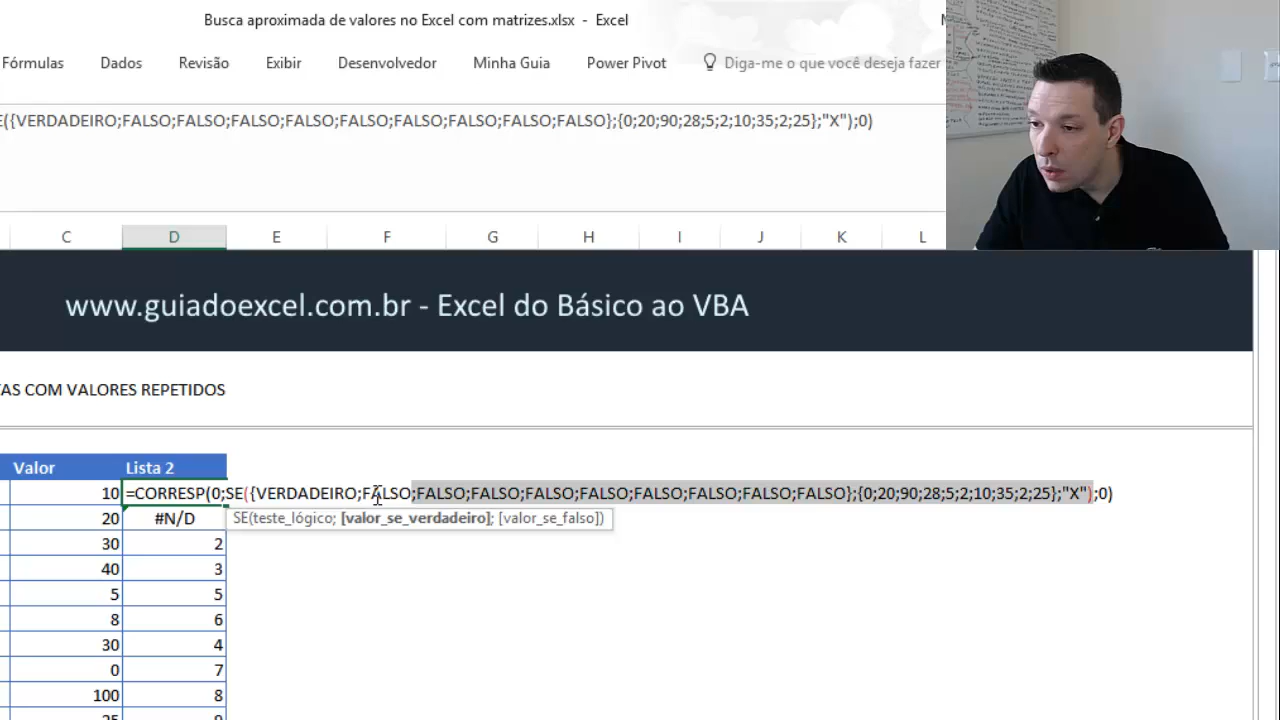 Busca aproximada de valores no Excel com matrizes.xlsx - Excel
Fórmulas Dados Revisão Exibir Desenvolvedor Minha Guia Power Pivot Diga-me o que você deseja fazer
E({VERDADEIRO;FALSO;FALSO;FALSO;FALSO;FALSO;FALSO;FALSO;FALSO;FALSO};{0;20;90;28;5;2;10;35;2;25};"X");0)
C D E F G H I J K L
www.guiadoexcel.com.br - Excel do Básico ao VBA
TAS COM VALORES REPETIDOS
Valor Lista 2
10 =CORRESP(0;SE({VERDADEIRO;FALSO;FALSO;FALSO;FALSO;FALSO;FALSO;FALSO;FALSO;FALSO};{0;20;90;28;5;2;10;35;2;25};"X");0)
20 #N/D SE(teste_lógico; [valor_se_verdadeiro]; [valor_se_falso])
30 2
40 3
5 5
8 6
30 4
0 7
100 8
25 9